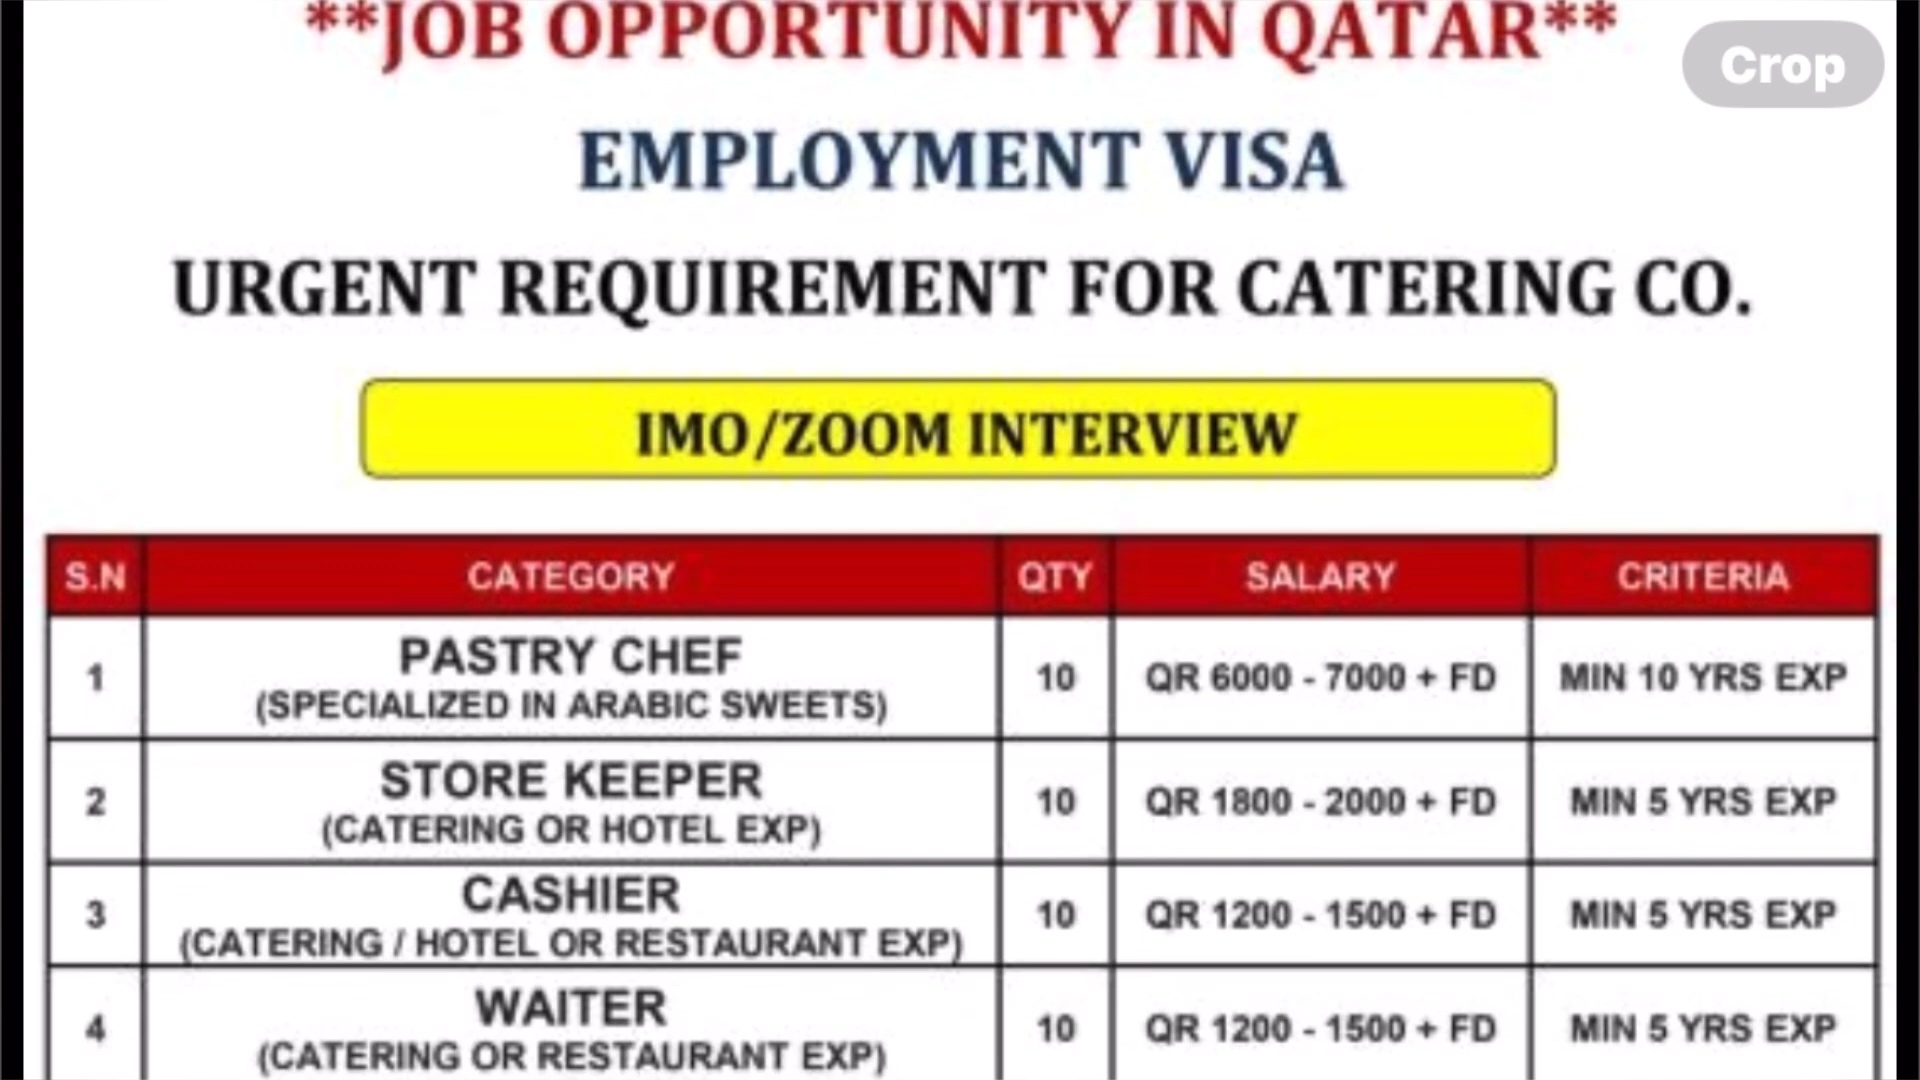 **JOB OPPORTUNITY IN QATAR**
Crop
EMPLOYMENT VISA
URGENT REQUIREMENT FOR CATERING CO.
IMO/ZOOM INTERVIEW
S.N CATEGORY QTY SALARY CRITERIA
1 PASTRY CHEF 10 QR 6000 - 7000 + FD MIN 10 YRS EXP
(SPECIALIZED IN ARABIC SWEETS)
2 STORE KEEPER 10 QR 1800 - 2000 + FD MIN 5 YRS EXP
(CATERING OR HOTEL EXP)
3 CASHIER 10 QR 1200 - 1500 + FD MIN 5 YRS EXP
(CATERING / HOTEL OR RESTAURANT EXP)
4 WAITER 10 QR 1200 - 1500 + FD MIN 5 YRS EXP
(CATERING OR RESTAURANT EXP)